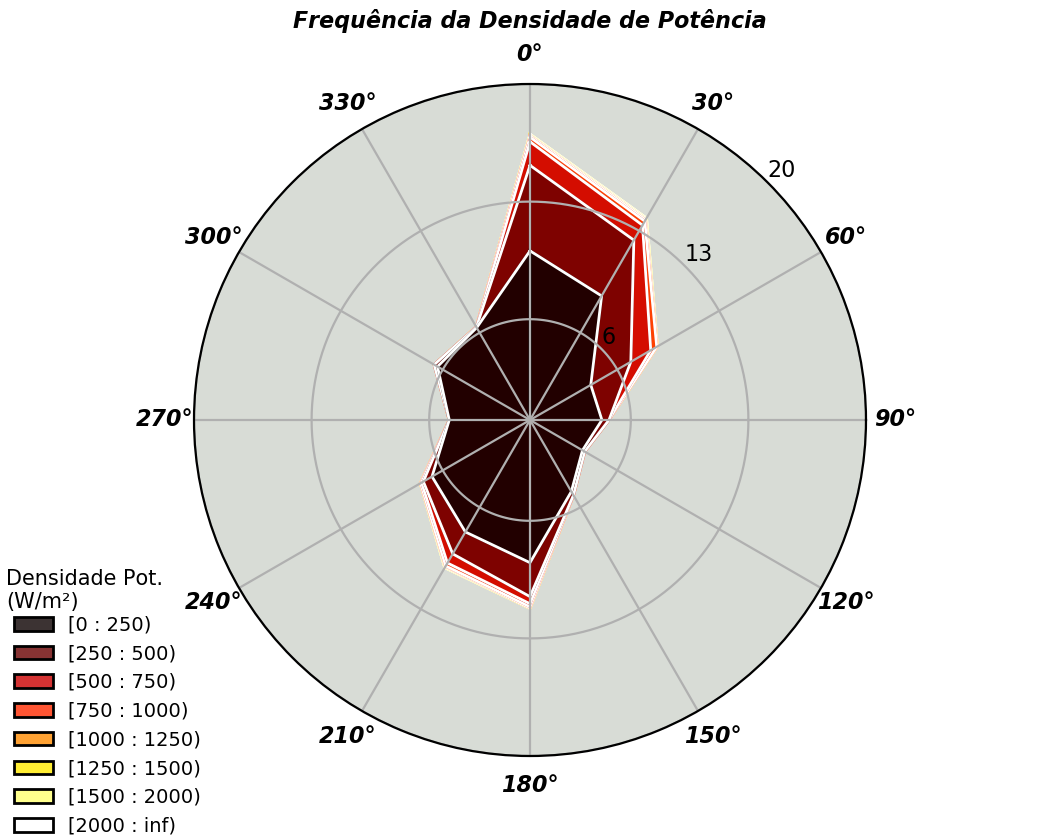 Frequência da Densidade de Potência
0°
330°
30°
20
300°
60°
13
6
270°
90°
240°
120°
210°
150°
180°
Densidade Pot.
(W/m²)
[0 : 250)
[250 : 500)
[500 : 750)
[750 : 1000)
[1000 : 1250)
[1250 : 1500)
[1500 : 2000)
[2000 : inf)